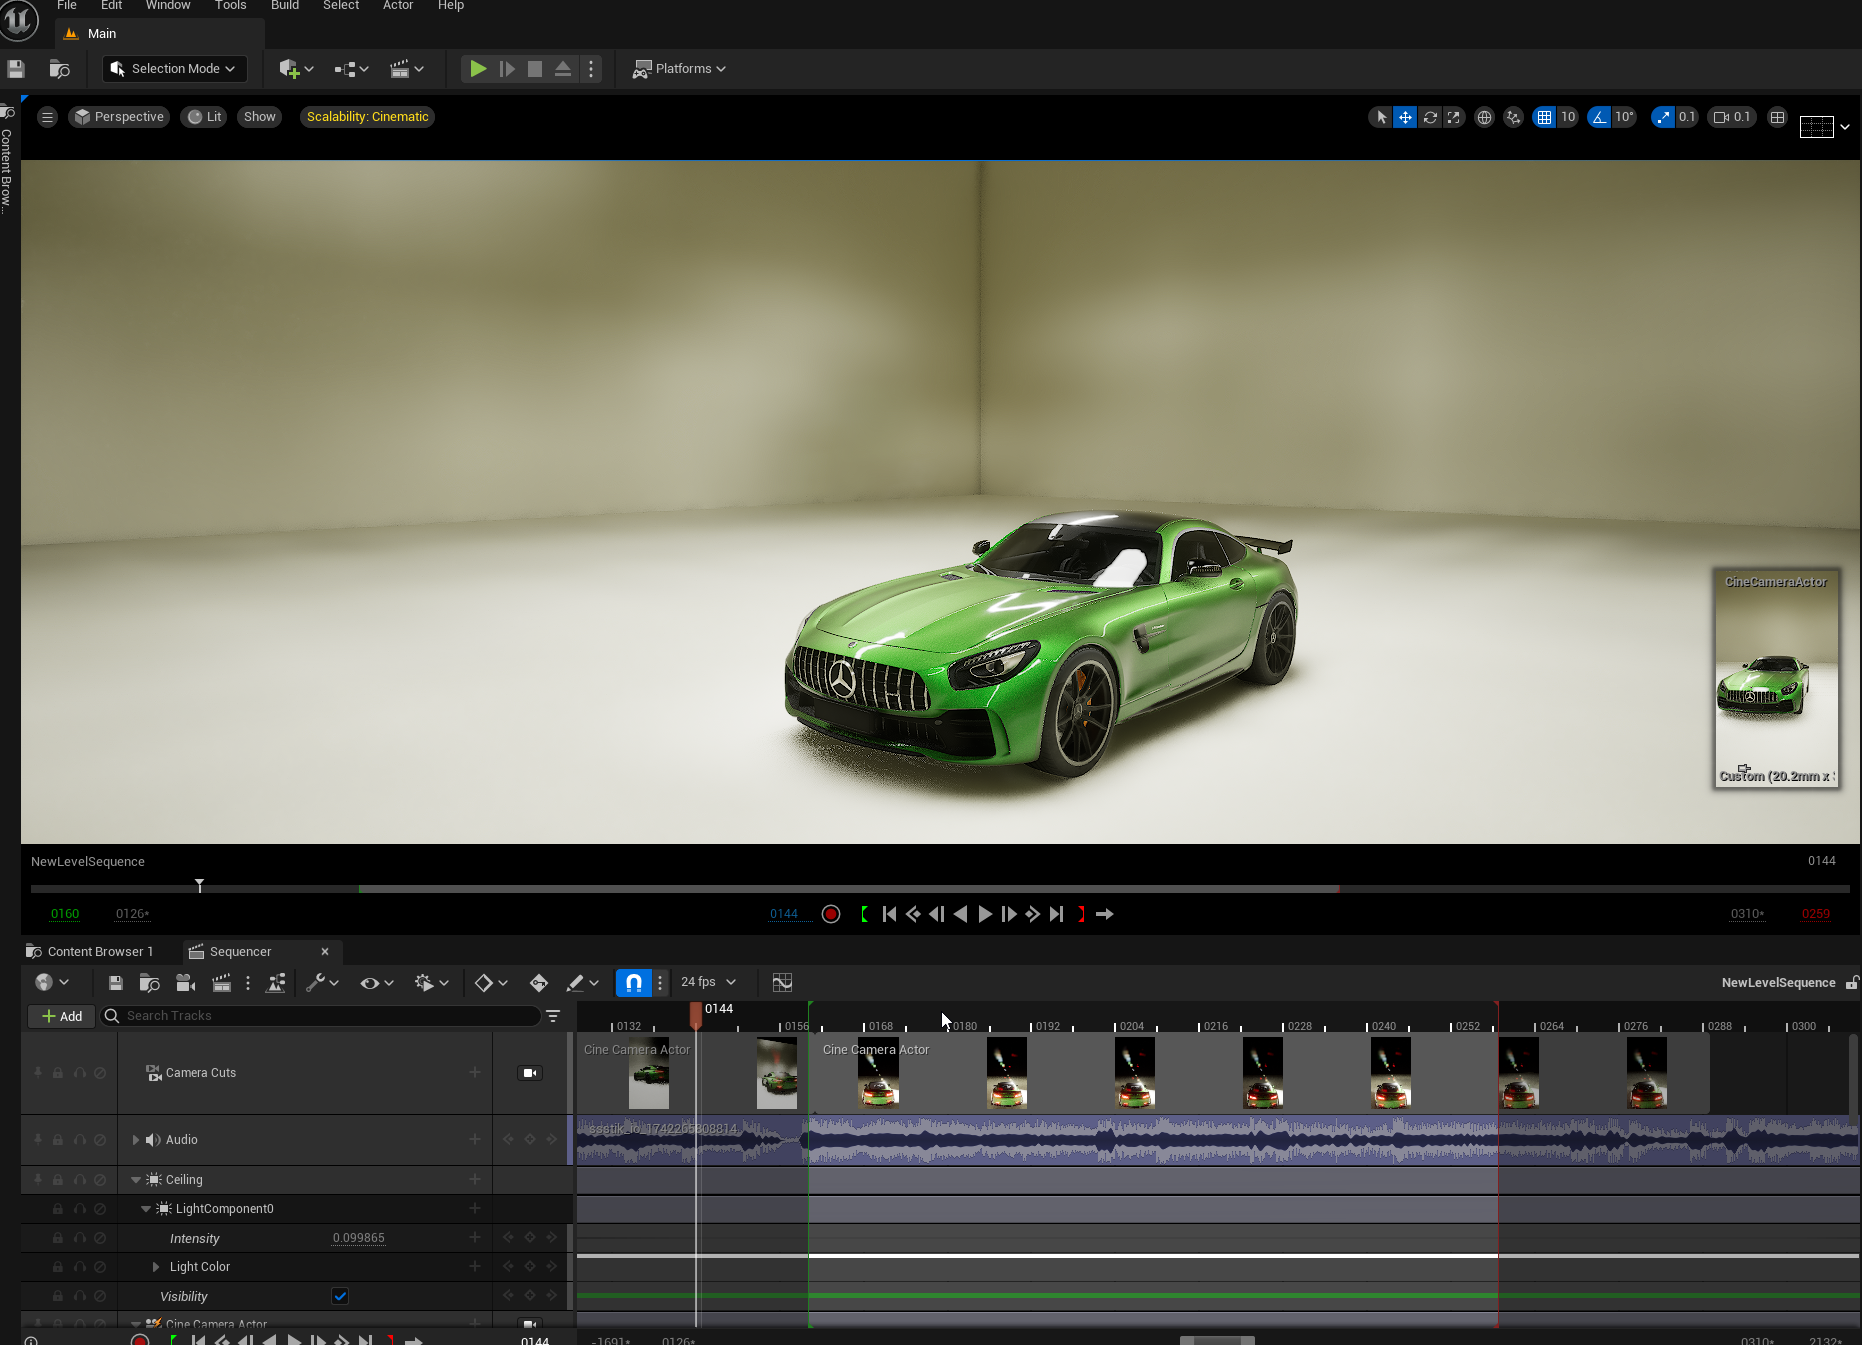 File Edit Window Tools Build Select Actor Help
Main
Selection Mode
Platforms
Content Brow...
Perspective Lit Show Scalability: Cinematic
10 10° 0.1 0.1
CineCameraActor
Custom (20.2mm x
NewLevelSequence 0144
0160 0126* 0144 0310* 0259
Content Browser 1 Sequencer
24 fps NewLevelSequence
Add Search Tracks
0144
0132 0156 0168 0180 0192 0204 0216 0228 0240 0252 0264 0276 0288 0300
Camera Cuts Cine Camera Actor Cine Camera Actor
Audio ssstik_io_1742265808814.
Ceiling
LightComponent0
Intensity 0.099865
Light Color
Visibility
Cine Camera Actor
0144 -1691* 0126* 0310* 2132*